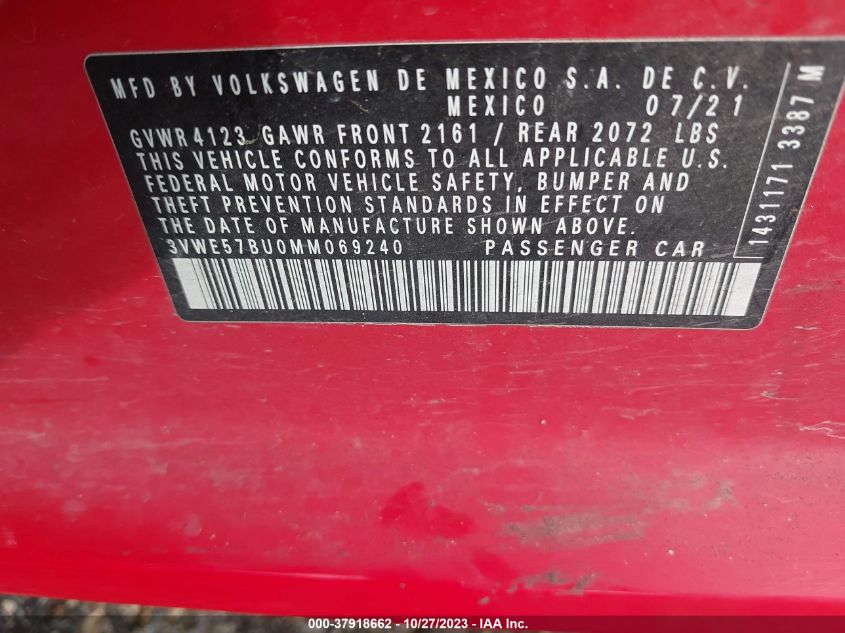 MFD BY VOLKSWAGEN DE MEXICO S.A. DE C.V.
MEXICO 07/21
GVWR 4123 GAWR FRONT 2161 / REAR 2072 LBS
THIS VEHICLE CONFORMS TO ALL APPLICABLE U.S.
FEDERAL MOTOR VEHICLE SAFETY, BUMPER AND
THEFT PREVENTION STANDARDS IN EFFECT ON
THE DATE OF MANUFACTURE SHOWN ABOVE.
3VWE57BU0MM069240 PASSENGER CAR
1431171 3387 M
000-37918662 - 10/27/2023 - IAA Inc.